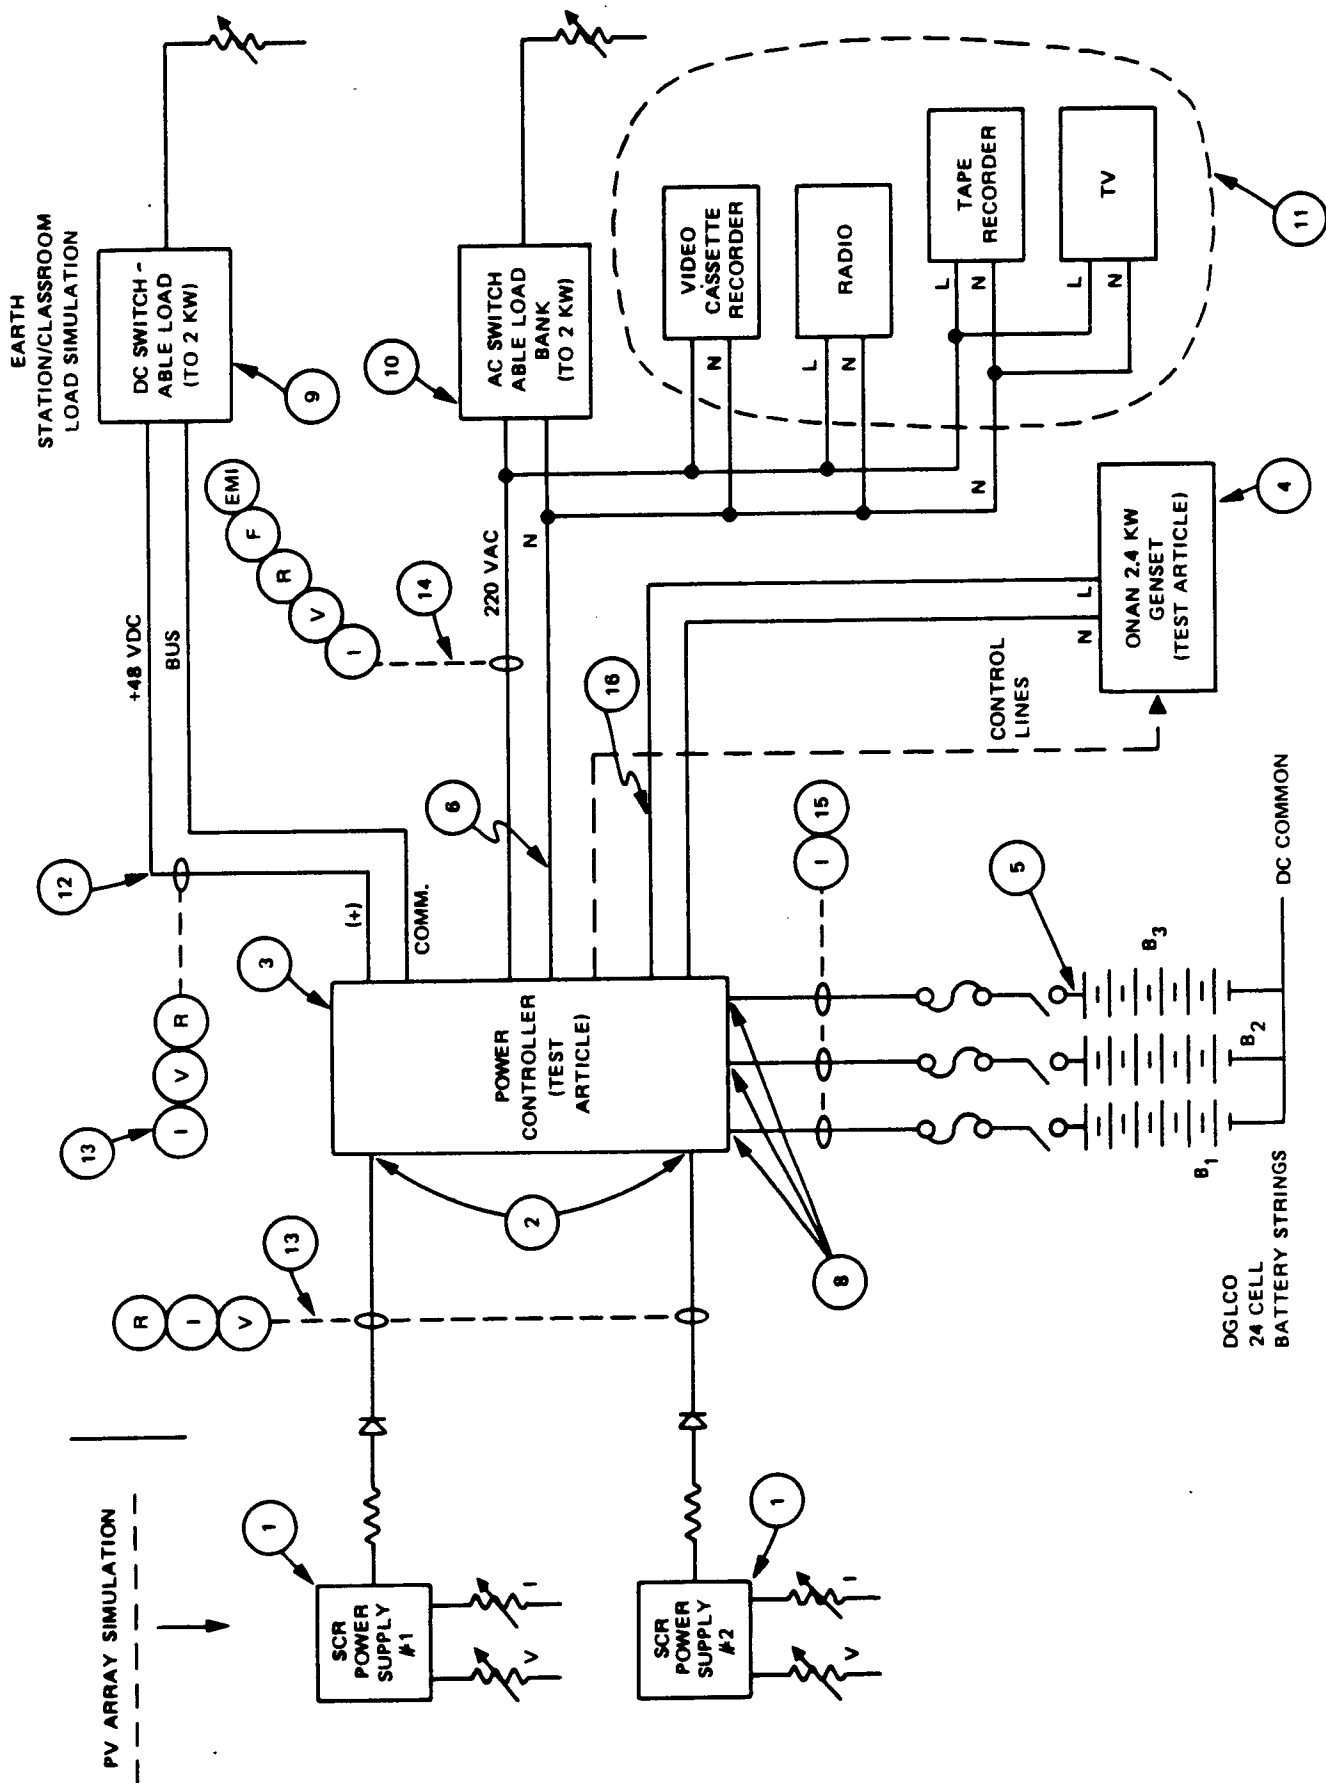 PV ARRAY SIMULATION
EARTH
STATION/CLASSROOM
LOAD SIMULATION
1
SCR
POWER
SUPPLY
#1
V
I
1
SCR
POWER
SUPPLY
#2
V
I
R
I
V
13
2
13
I
V
R
12
3
POWER
CONTROLLER
(TEST
ARTICLE)
(+)
COMM.
+48 VDC
BUS
DC SWITCH-
ABLE LOAD
(TO 2 KW)
9
EMI
F
R
V
I
14
220 VAC
N
6
10
AC SWITCH
ABLE LOAD
BANK
(TO 2 KW)
VIDEO
CASSETTE
RECORDER
N
RADIO
L
N
TAPE
RECORDER
L
N
TV
L
N
N
11
16
CONTROL
LINES
N
L
ONAN 2.4 KW
GENSET
(TEST ARTICLE)
4
8
I
15
5
B1
B2
B3
DC COMMON
DGLCO
24 CELL
BATTERY STRINGS